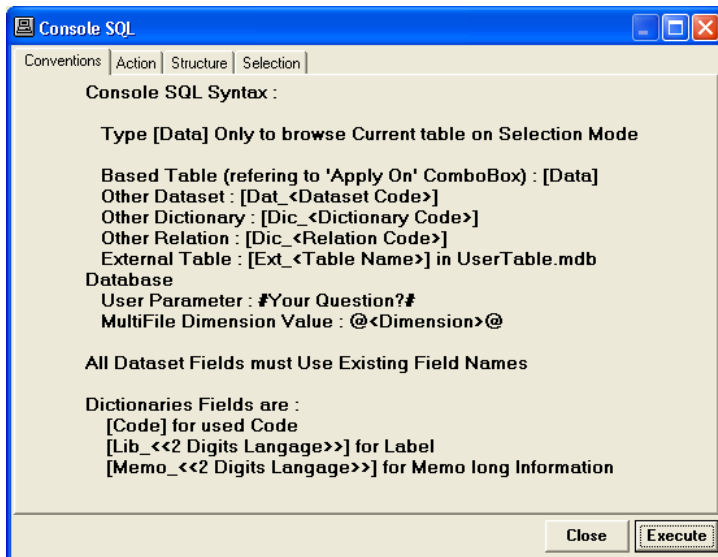 Console SQL
Conventions Action Structure Selection
Console SQL Syntax :
Type [Data] Only to browse Current table on Selection Mode
Based Table (refering to 'Apply On' ComboBox) : [Data]
Other Dataset : [Dat_<Dataset Code>]
Other Dictionary : [Dic_<Dictionary Code>]
Other Relation : [Dic_<Relation Code>]
External Table : [Ext_<Table Name>] in UserTable.mdb
Database
User Parameter : #Your Question?#
MultiFile Dimension Value : @<Dimension>@
All Dataset Fields must Use Existing Field Names
Dictionaries Fields are :
[Code] for used Code
[Lib_<<2 Digits Langage>>] for Label
[Memo_<<2 Digits Langage>>] for Memo long Information
Close Execute